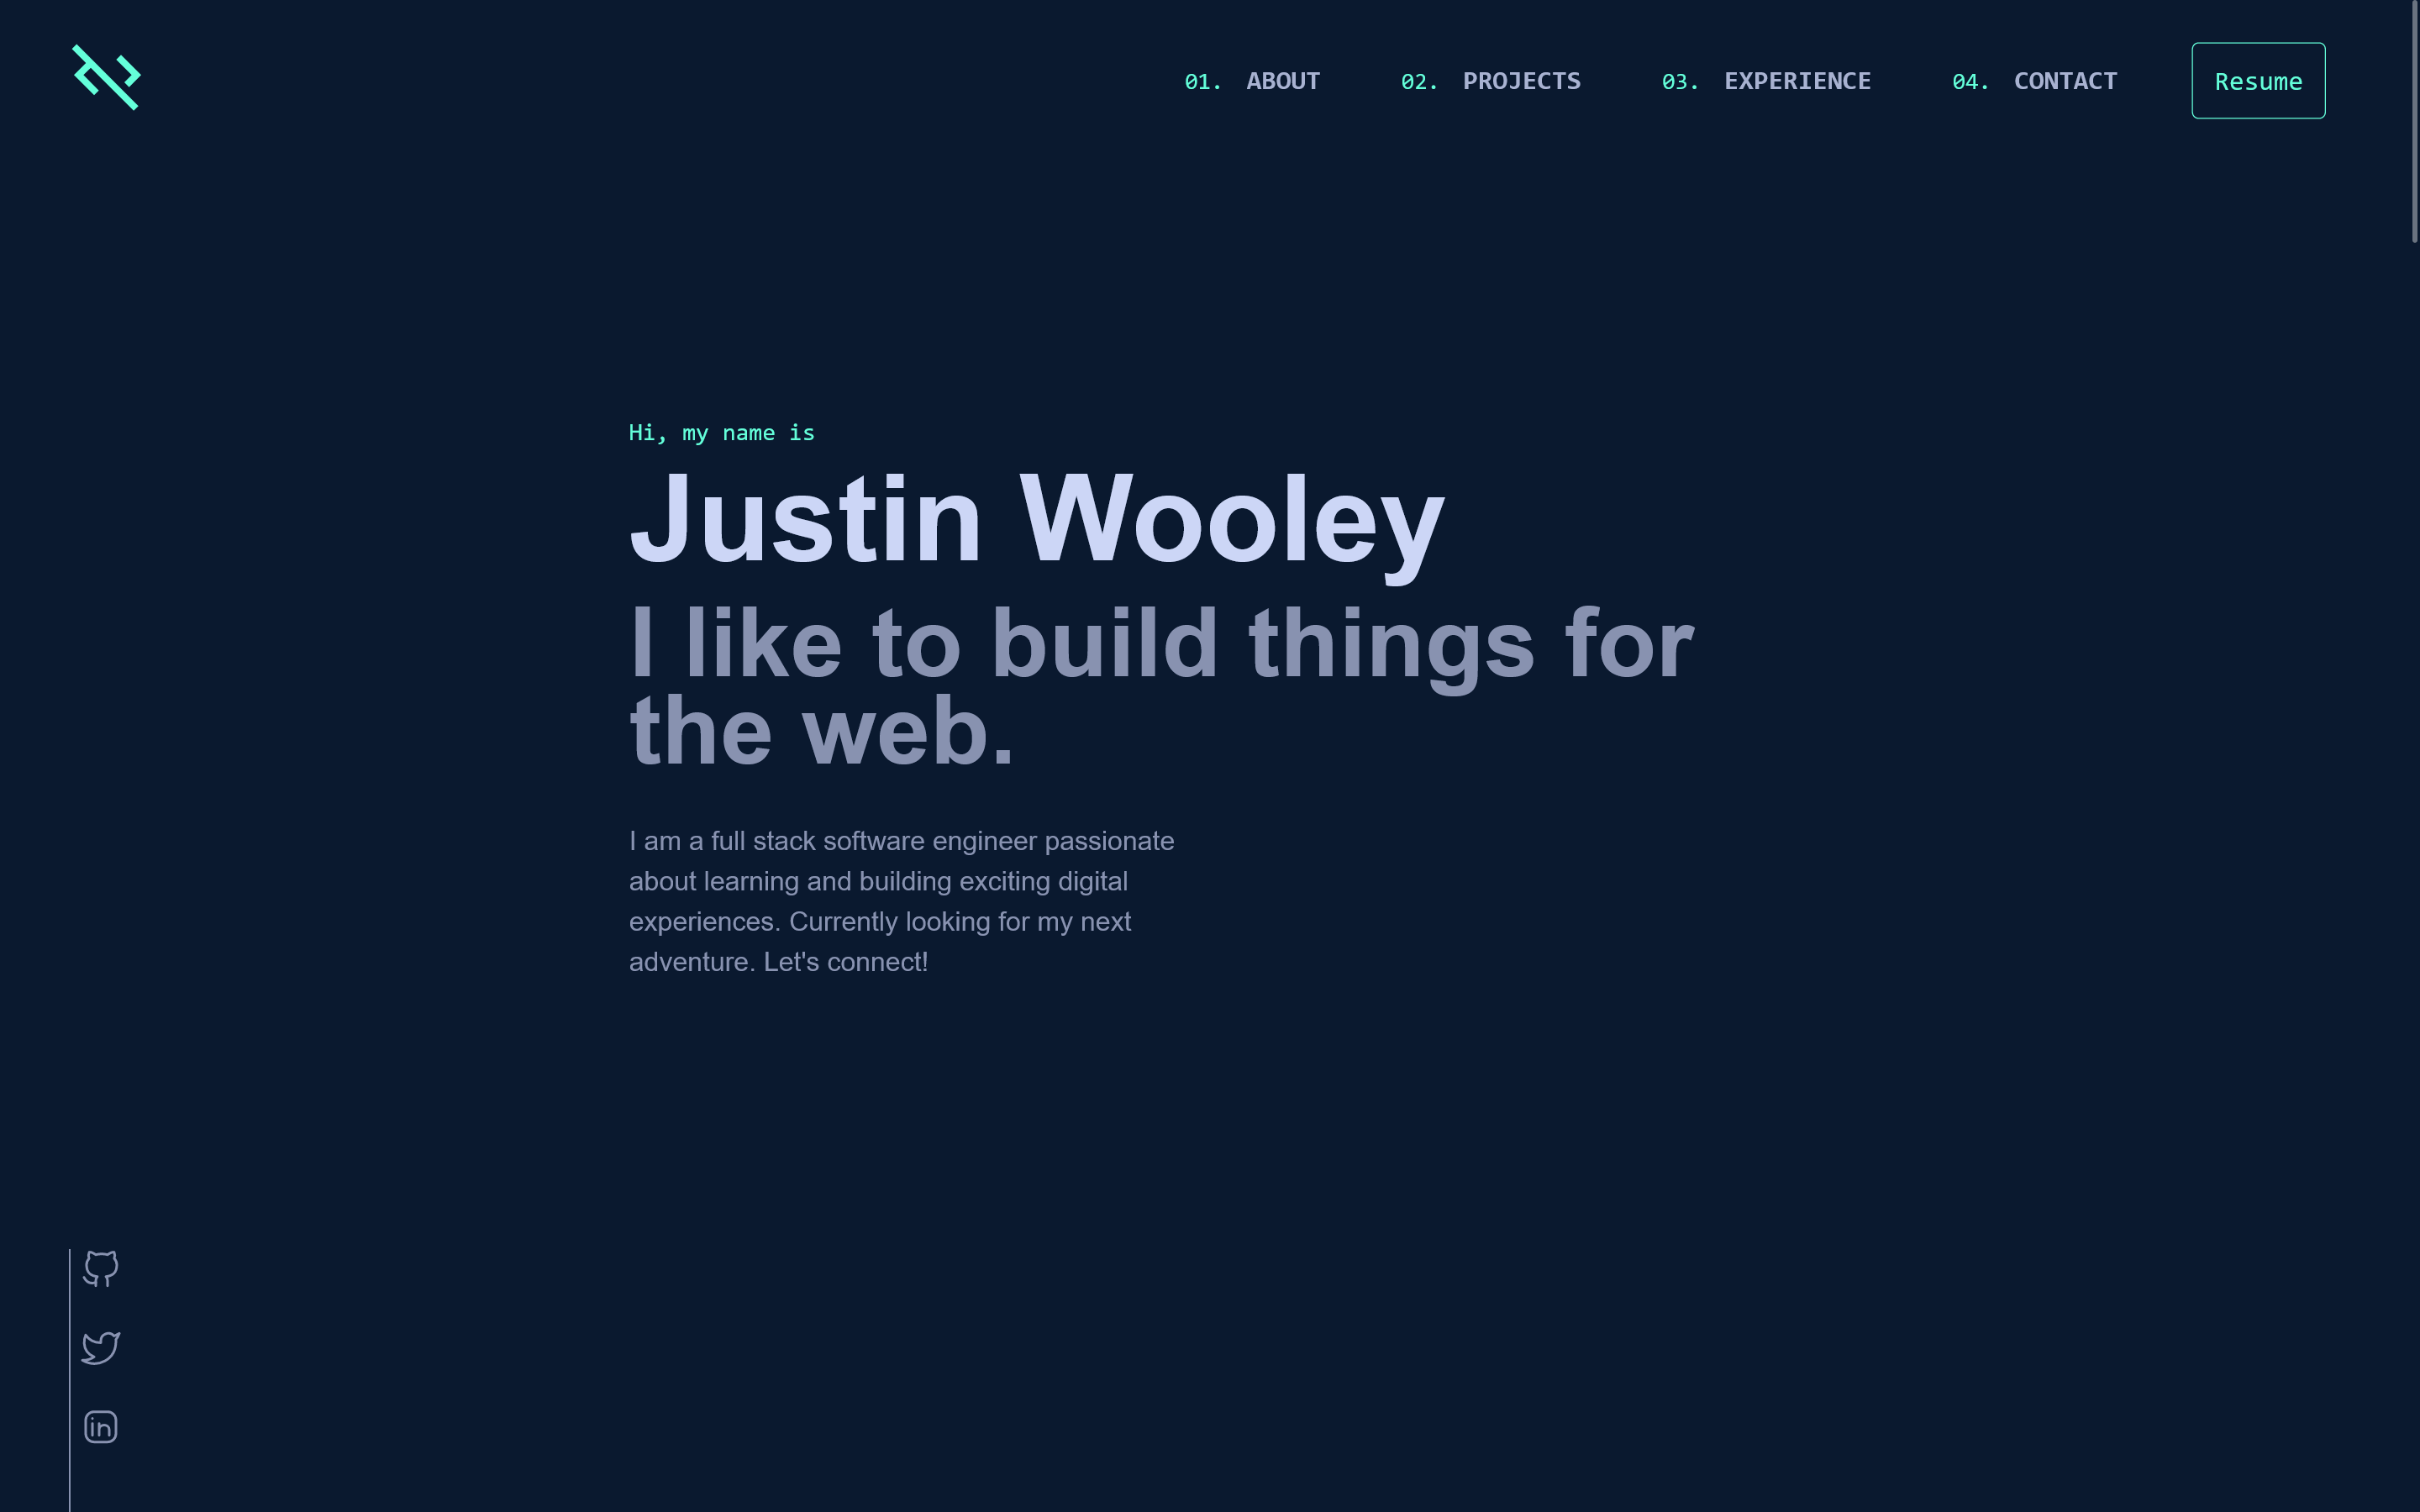 01. ABOUT 02. PROJECTS 03. EXPERIENCE 04. CONTACT Resume
Hi, my name is
Justin Wooley
I like to build things for
the web.
I am a full stack software engineer passionate
about learning and building exciting digital
experiences. Currently looking for my next
adventure. Let's connect!
in